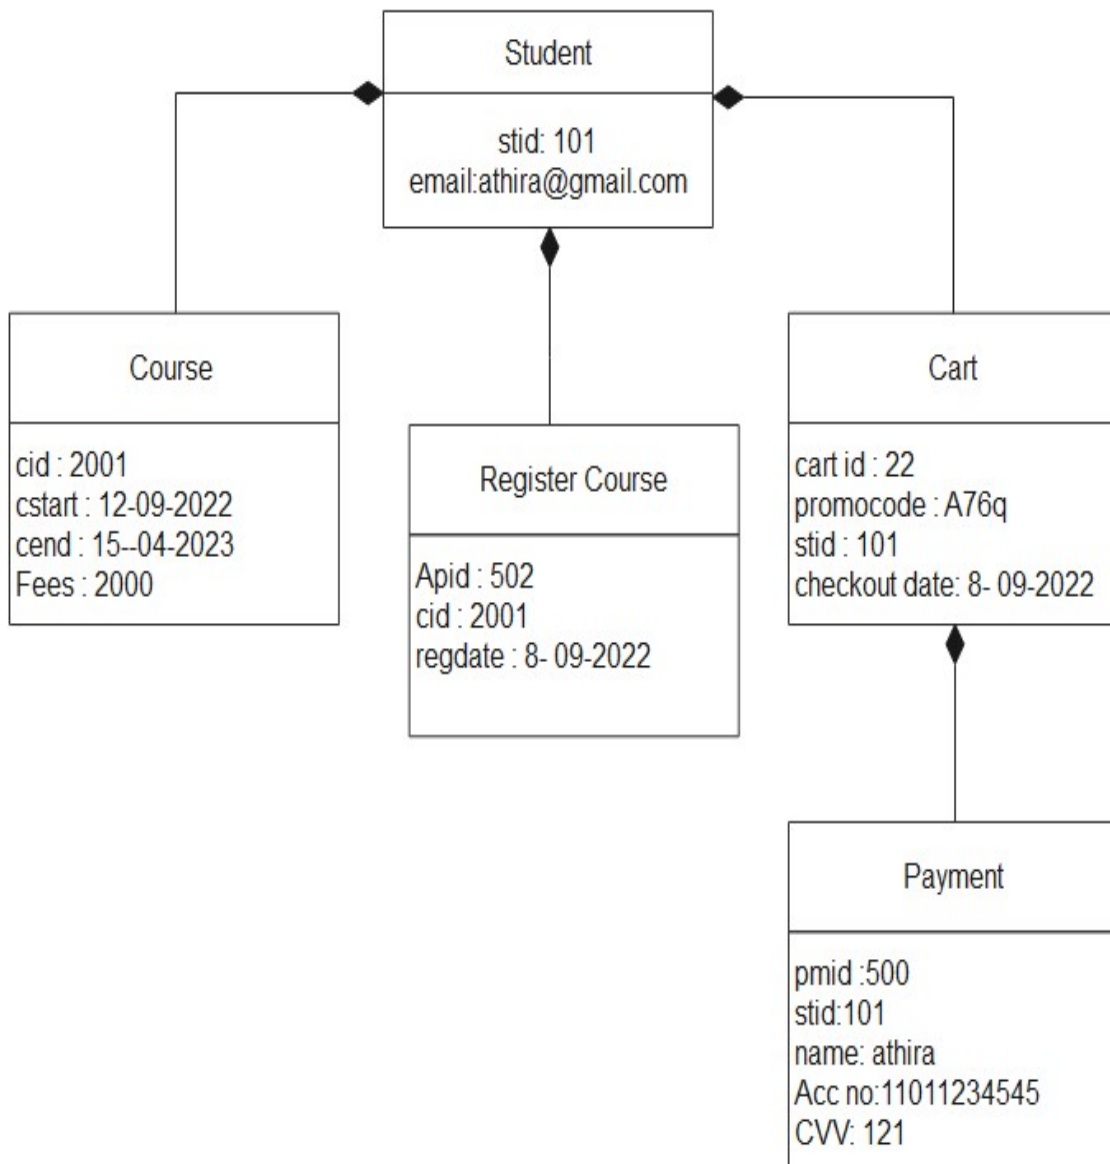 Student
stid: 101
email:athira@gmail.com
Course
cid : 2001
cstart : 12-09-2022
cend : 15--04-2023
Fees : 2000
Register Course
Apid : 502
cid : 2001
regdate : 8- 09-2022
Cart
cart id : 22
promocode : A76q
stid : 101
checkout date: 8- 09-2022
Payment
pmid :500
stid:101
name: athira
Acc no:11011234545
CVV: 121